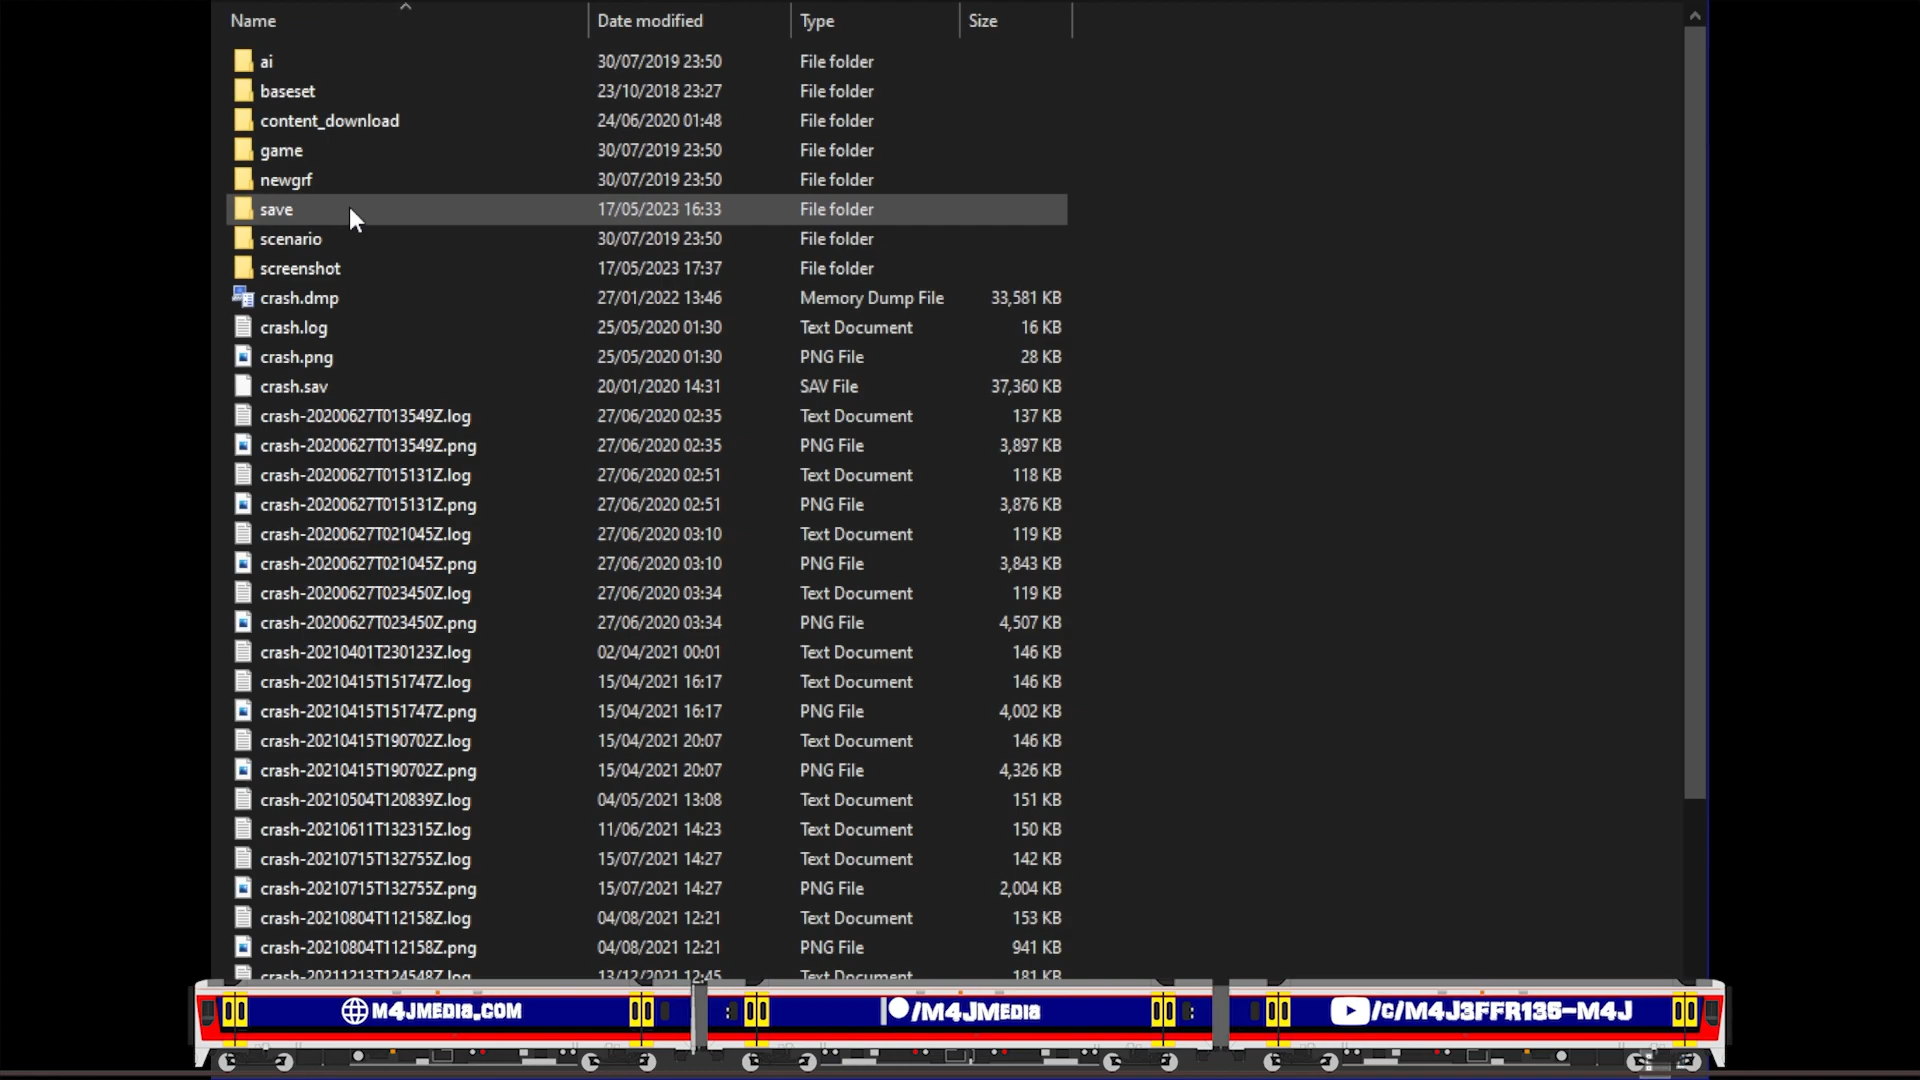 Name Date modified Type Size
ai 30/07/2019 23:50 File folder
baseset 23/10/2018 23:27 File folder
content_download 24/06/2020 01:48 File folder
game 30/07/2019 23:50 File folder
newgrf 30/07/2019 23:50 File folder
save 17/05/2023 16:33 File folder
scenario 30/07/2019 23:50 File folder
screenshot 17/05/2023 17:37 File folder
crash.dmp 27/01/2022 13:46 Memory Dump File 33,581 KB
crash.log 25/05/2020 01:30 Text Document 16 KB
crash.png 25/05/2020 01:30 PNG File 28 KB
crash.sav 20/01/2020 14:31 SAV File 37,360 KB
crash-20200627T013549Z.log 27/06/2020 02:35 Text Document 137 KB
crash-20200627T013549Z.png 27/06/2020 02:35 PNG File 3,897 KB
crash-20200627T015131Z.log 27/06/2020 02:51 Text Document 118 KB
crash-20200627T015131Z.png 27/06/2020 02:51 PNG File 3,876 KB
crash-20200627T021045Z.log 27/06/2020 03:10 Text Document 119 KB
crash-20200627T021045Z.png 27/06/2020 03:10 PNG File 3,843 KB
crash-20200627T023450Z.log 27/06/2020 03:34 Text Document 119 KB
crash-20200627T023450Z.png 27/06/2020 03:34 PNG File 4,507 KB
crash-20210401T230123Z.log 02/04/2021 00:01 Text Document 146 KB
crash-20210415T151747Z.log 15/04/2021 16:17 Text Document 146 KB
crash-20210415T151747Z.png 15/04/2021 16:17 PNG File 4,002 KB
crash-20210415T190702Z.log 15/04/2021 20:07 Text Document 146 KB
crash-20210415T190702Z.png 15/04/2021 20:07 PNG File 4,326 KB
crash-20210504T120839Z.log 04/05/2021 13:08 Text Document 151 KB
crash-20210611T132315Z.log 11/06/2021 14:23 Text Document 150 KB
crash-20210715T132755Z.log 15/07/2021 14:27 Text Document 142 KB
crash-20210715T132755Z.png 15/07/2021 14:27 PNG File 2,004 KB
crash-20210804T112158Z.log 04/08/2021 12:21 Text Document 153 KB
crash-20210804T112158Z.png 04/08/2021 12:21 PNG File 941 KB
crash-20211213T124548Z.log 13/12/2021 12:45 Text Document 181 KB
M4JMEDIA.COM /M4JMEDIA /C/M4J3FFR135-M4J